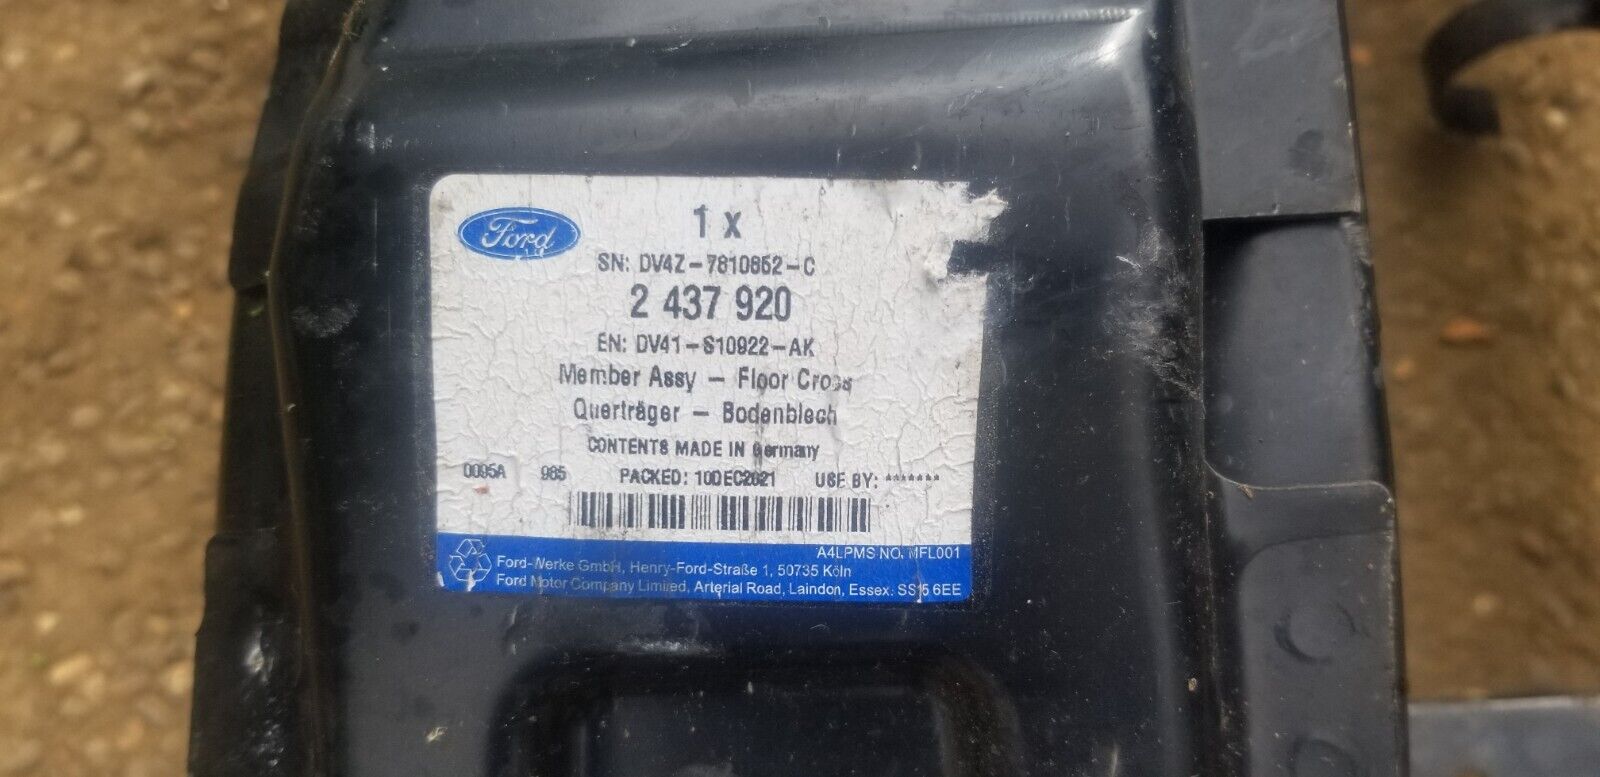 Ford
1 x
SN: DV4Z-7810852-C
2 437 920
EN: DV41-S10922-AK
Member Assy - Floor Cross
Querträger - Bodenblech
CONTENTS MADE IN Germany
0095A 985 PACKED: 10DEC2021 USE BY: *******
A4LPMS NO. MFL001
Ford-Werke GmbH, Henry-Ford-Straße 1, 50735 Köln
Ford Motor Company Limited, Arterial Road, Laindon, Essex. SS15 6EE